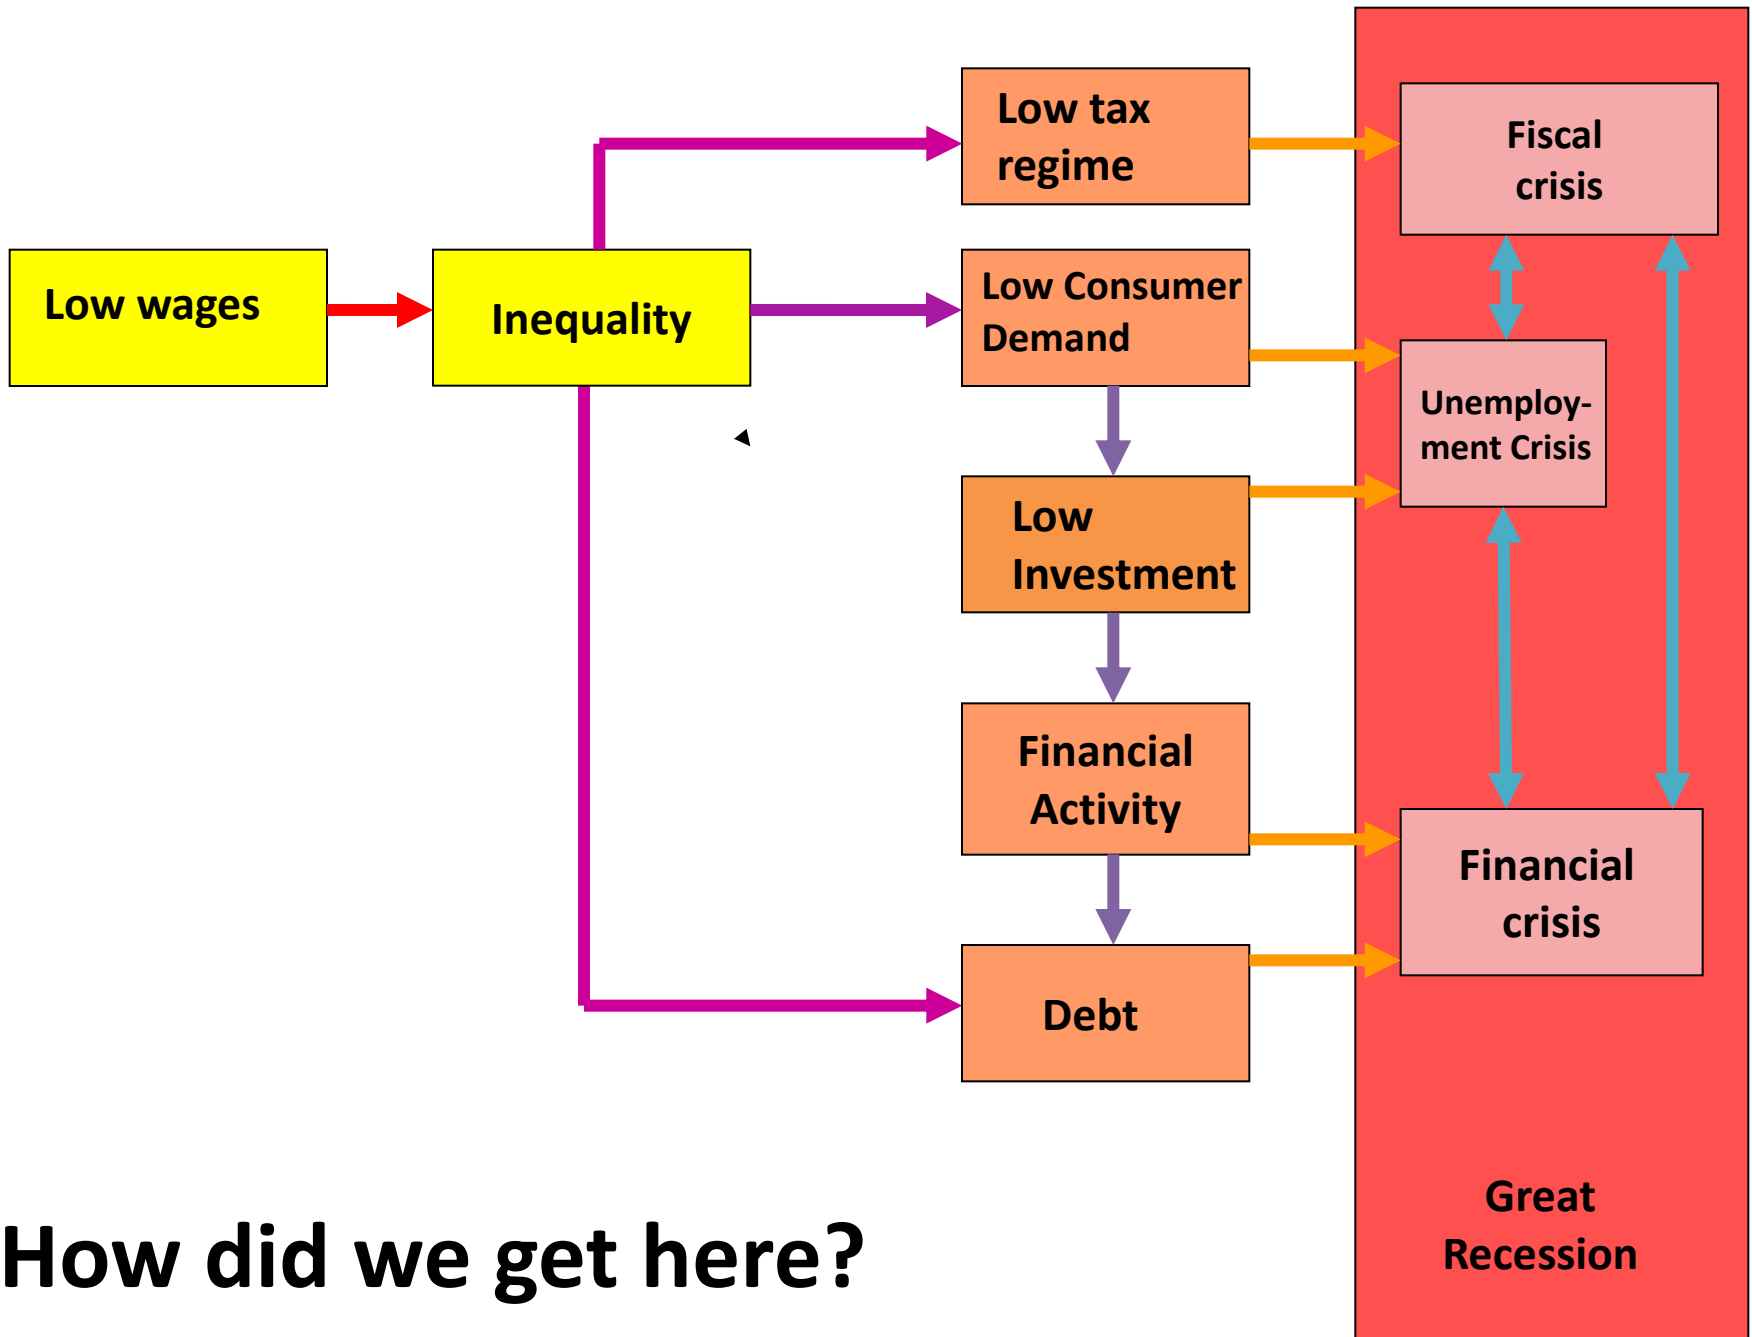 Low tax
regime
Fiscal
crisis
Low wages
Inequality
Low Consumer
Demand
Unemploy-
ment Crisis
Low
Investment
Financial
Activity
Financial
crisis
Debt
Great
Recession
How did we get here?